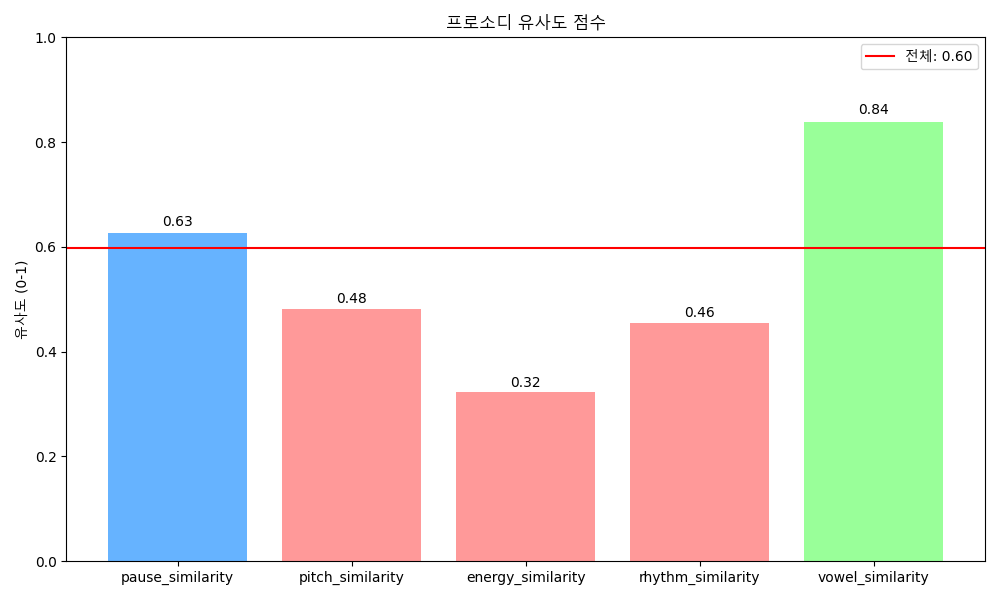 프로소디 유사도 점수
전체: 0.60
유사도 (0-1)
1.0
0.8
0.6
0.4
0.2
0.0
0.63
0.48
0.32
0.46
0.84
pause_similarity
pitch_similarity
energy_similarity
rhythm_similarity
vowel_similarity